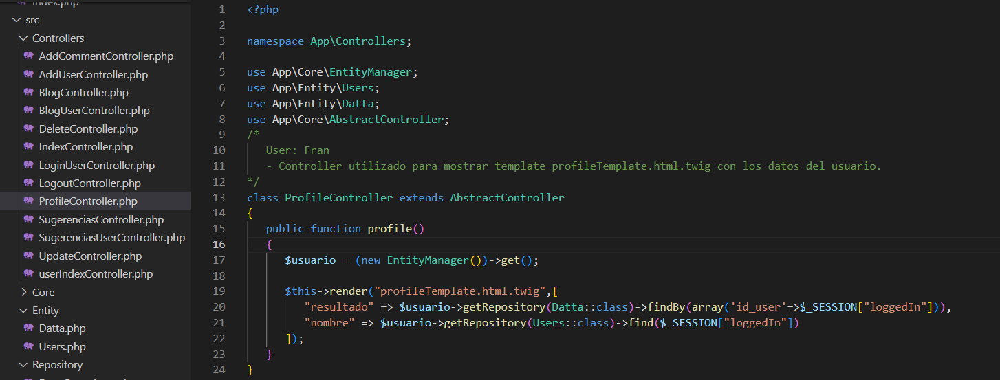 index.php
src
Controllers
AddCommentController.php
AddUserController.php
BlogController.php
BlogUserController.php
DeleteController.php
IndexController.php
LoginUserController.php
LogoutController.php
ProfileController.php
SugerenciasController.php
SugerenciasUserController.php
UpdateController.php
userIndexController.php
Core
Entity
Datta.php
Users.php
Repository
1 <?php
2
3 namespace App\Controllers;
4
5 use App\Core\EntityManager;
6 use App\Entity\Users;
7 use App\Entity\Datta;
8 use App\Core\AbstractController;
9 /*
10 User: Fran
11 - Controller utilizado para mostrar template profileTemplate.html.twig con los datos del usuario.
12 */
13 class ProfileController extends AbstractController
14 {
15 public function profile()
16 {
17 $usuario = (new EntityManager())->get();
18
19 $this->render("profileTemplate.html.twig",[
20 "resultado" => $usuario->getRepository(Datta::class)->findBy(array('id_user'=>$_SESSION["loggedIn"])),
21 "nombre" => $usuario->getRepository(Users::class)->find($_SESSION["loggedIn"])
22 ]);
23 }
24 }